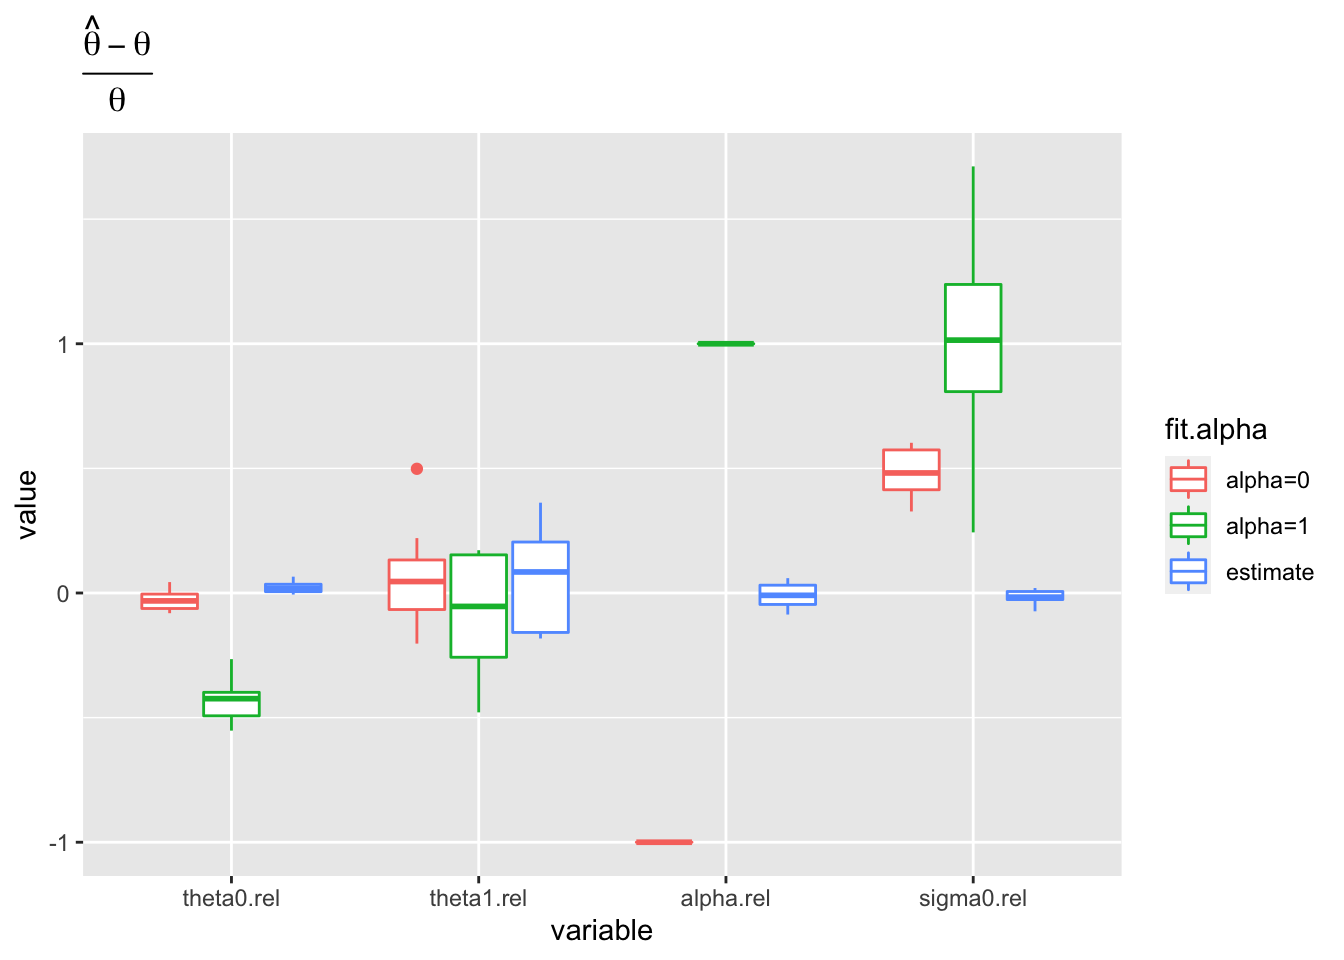 θ̂ − θ
θ
value
1
0
-1
theta0.rel theta1.rel alpha.rel sigma0.rel
variable
fit.alpha
alpha=0
alpha=1
estimate